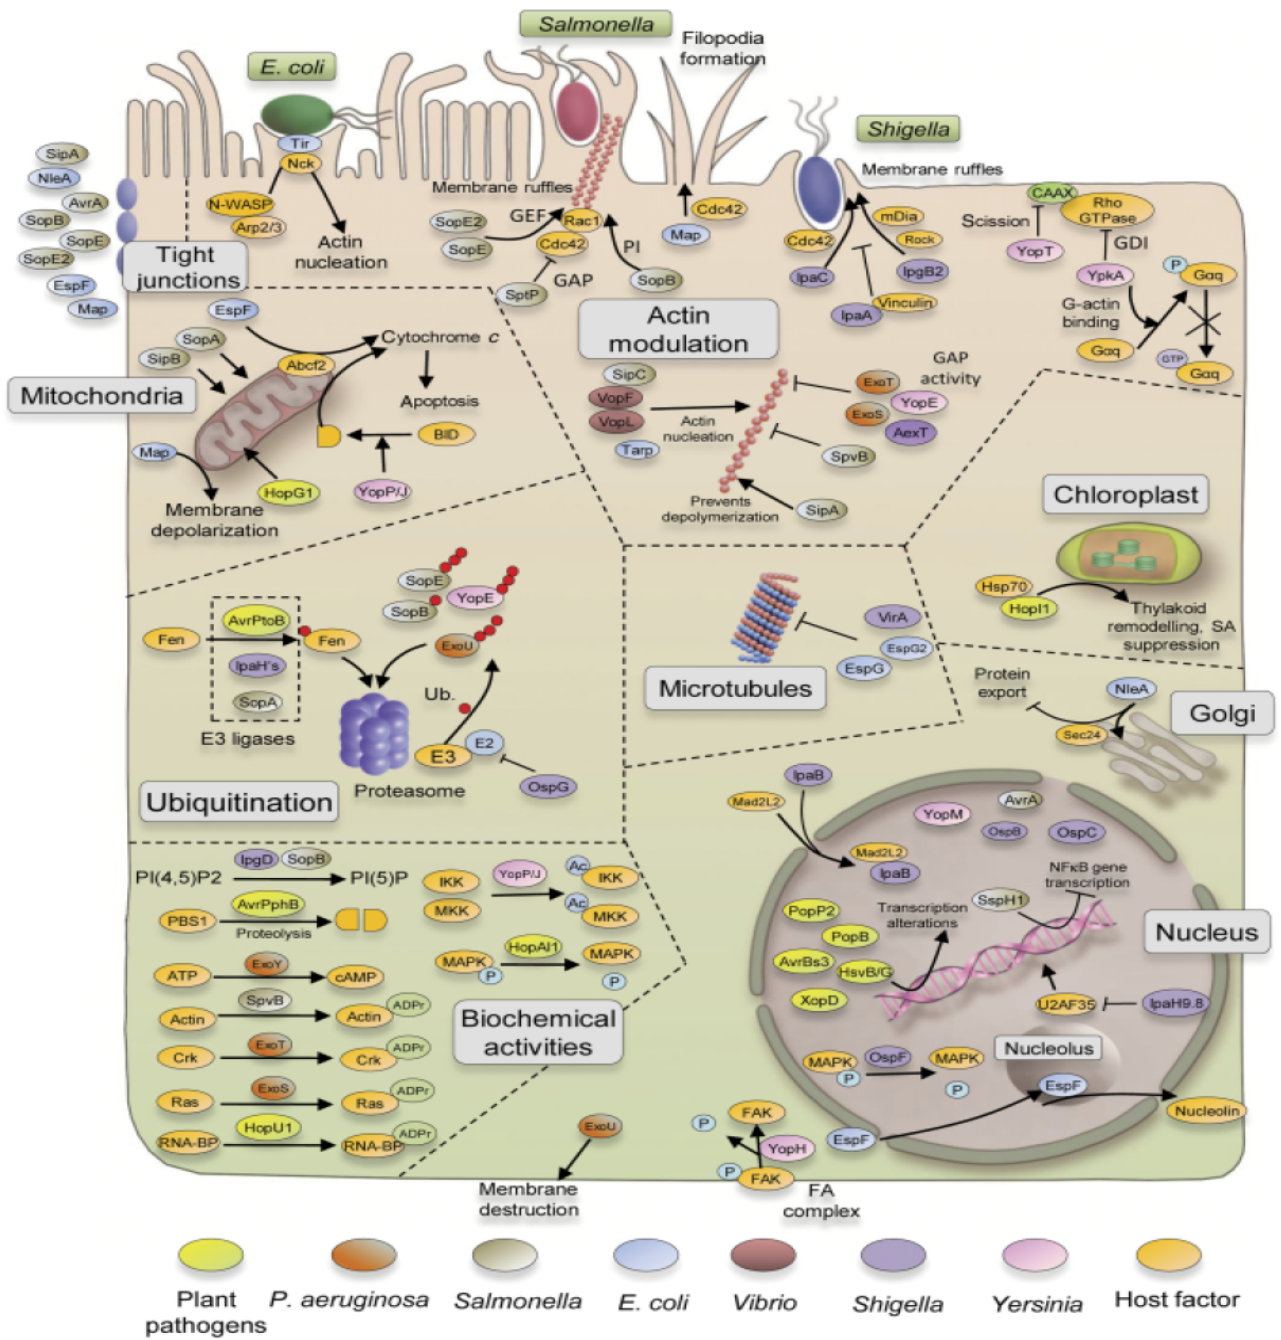 Salmonella
Filopodia
formation
E. coli
Shigella
Membrane ruffles
SipA
NleA
AvrA
SopB
SopE
SopE2
EspF
Map
Tir
Nck
N-WASP
Arp2/3
Actin
nucleation
Tight
junctions
Membrane ruffles
SopE2
SopE
GEF
Rac1
Cdc42
GAP
SptP
PI
SopB
Cdc42
Map
Cdc42
IpaC
mDia
Rock
IpgB2
Vinculin
IpaA
CAAX
Rho
GTPase
Scission
YopT
GDI
YpkA
G-actin
binding
Gαq
P
Gαq
GTP
Gαq
Actin
modulation
EspF
SopA
SipB
Abcf2
Cytochrome c
Apoptosis
BID
Mitochondria
Map
HopG1
YopP/J
Membrane
depolarization
SipC
VopF
VopL
Tarp
Actin
nucleation
GAP
activity
ExoT
YopE
ExoS
AexT
SpvB
Prevents
depolymerization
SipA
Chloroplast
Hsp70
HopI1
Thylakoid
remodelling, SA
suppression
SopE
SopB
YopE
ExoU
Fen
AvrPtoB
IpaH's
SopA
E3 ligases
Fen
Ub.
E3
E2
OspG
Proteasome
Ubiquitination
VirA
EspG2
EspG
Microtubules
Protein
export
NleA
Sec24
Golgi
IpaB
Mad2L2
Mad2L2
IpaB
YopM
AvrA
OspB
OspC
NFκB gene
transcription
SspH1
Transcription
alterations
PopP2
PopB
AvrBs3
HsvB/G
XopD
Nucleus
U2AF35
IpaH9.8
Nucleolus
MAPK
P
OspF
MAPK
P
EspF
EspF
Nucleolin
PI(4,5)P2
IpgD
SopB
PI(5)P
PBS1
AvrPphB
Proteolysis
ATP
ExoY
cAMP
Actin
SpvB
Actin
ADPr
Crk
ExoT
Crk
ADPr
Ras
ExoS
Ras
ADPr
RNA-BP
HopU1
RNA-BP
ADPr
IKK
MKK
YopP/J
Ac
IKK
Ac
MKK
MAPK
P
HopAI1
MAPK
P
Biochemical
activities
ExoU
Membrane
destruction
P
FAK
YopH
P
FAK
FA
complex
Plant
pathogens
P. aeruginosa
Salmonella
E. coli
Vibrio
Shigella
Yersinia
Host factor